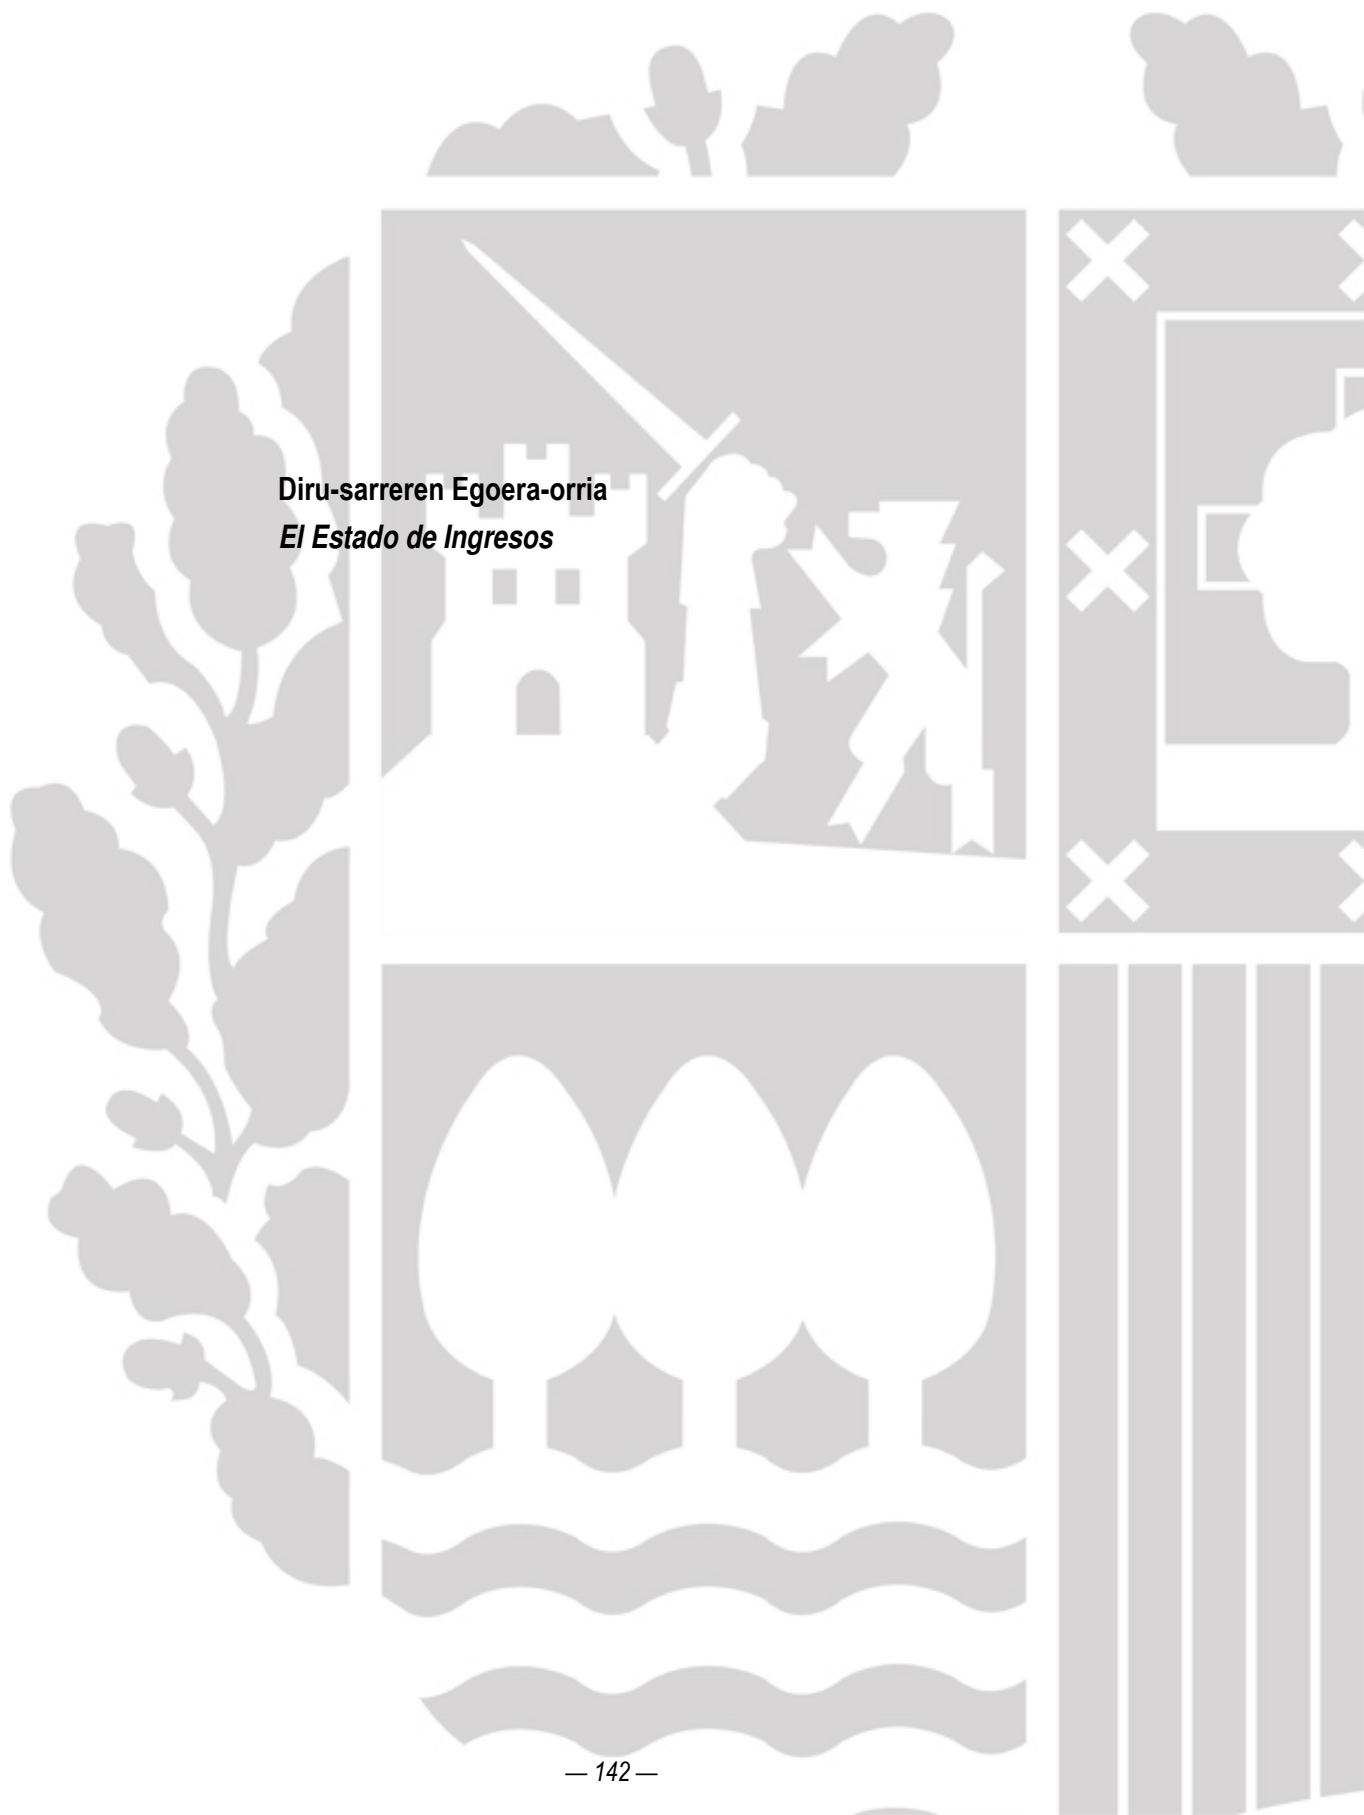 Diru-sarreren Egoera-orria
El Estado de Ingresos
— 142 —